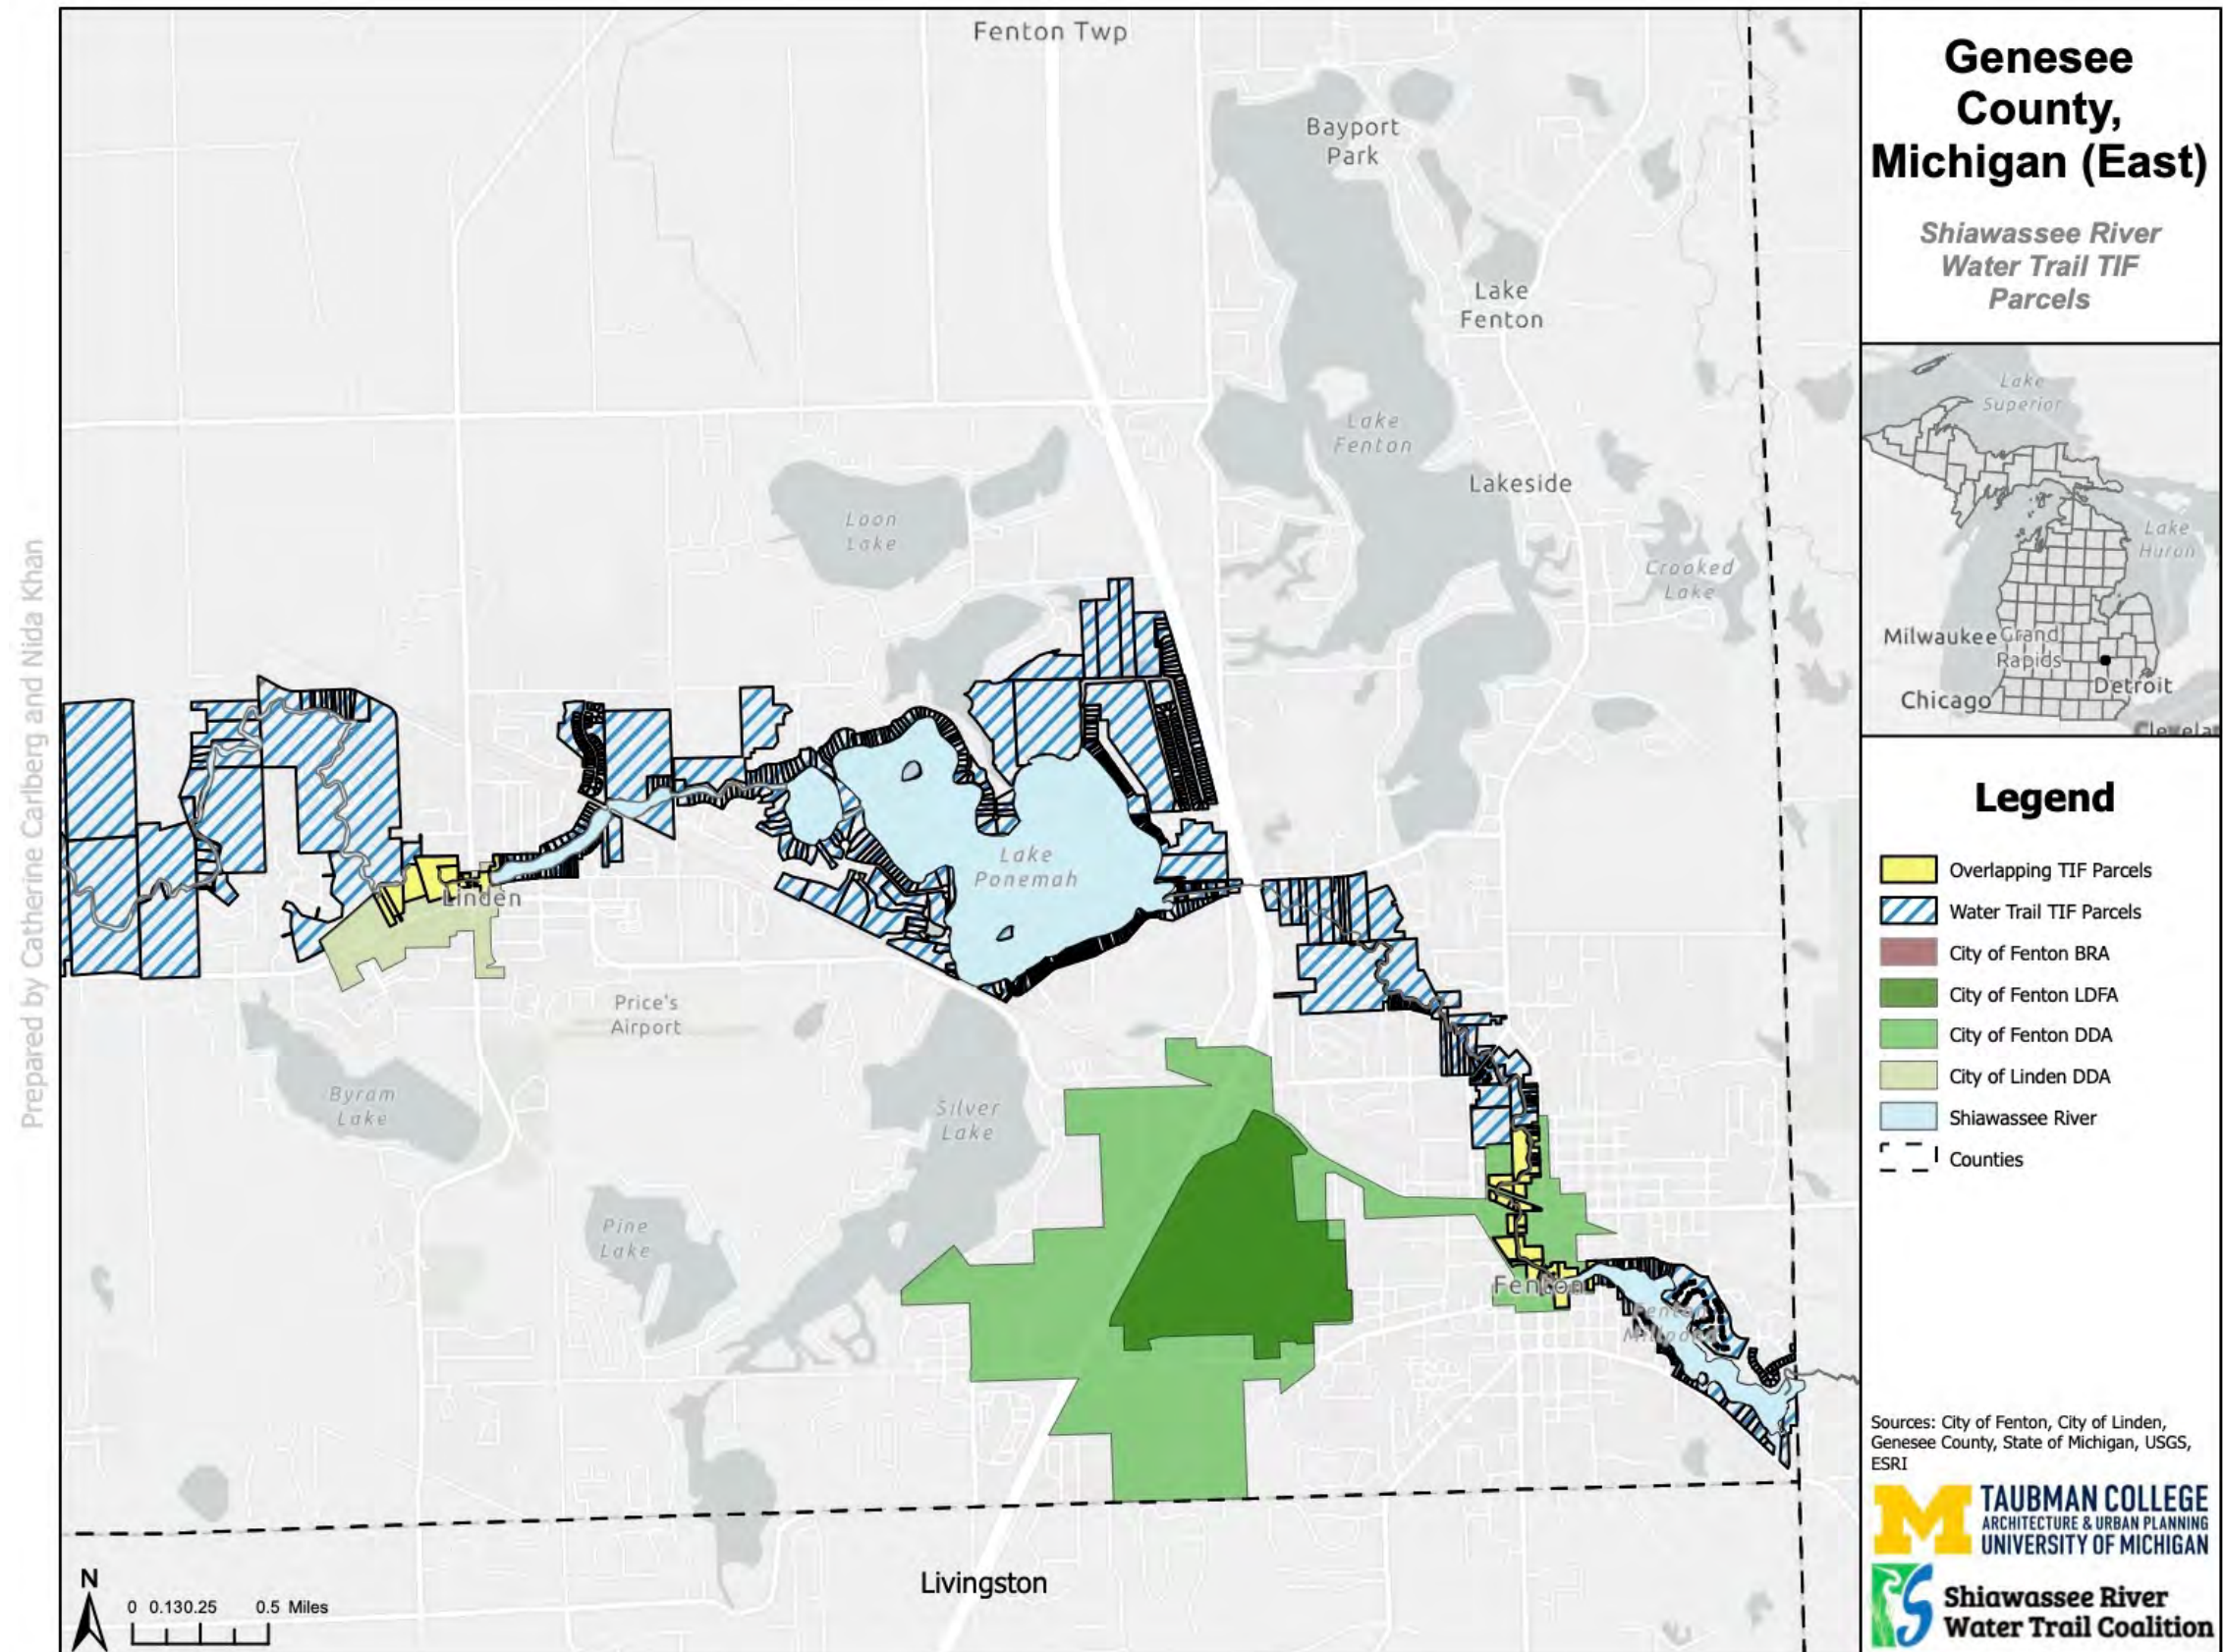 Prepared by Catherine Carlberg and Nida Khan
Fenton Twp
Bayport
Park
Lake
Fenton
Lake
Fenton
Lakeside
Loon
Lake
Crooked
Lake
Lake
Ponemah
Linden
Price's
Airport
Byram
Lake
Silver
Lake
Pine
Lake
Fenton
Fenton
Millpond
Livingston
N
0 0.130.25 0.5 Miles
Genesee
County,
Michigan (East)
Shiawassee River
Water Trail TIF
Parcels
Lake
Superior
Lake
Huron
Milwaukee
Grand
Rapids
Detroit
Chicago
Clevela
Legend
Overlapping TIF Parcels
Water Trail TIF Parcels
City of Fenton BRA
City of Fenton LDFA
City of Fenton DDA
City of Linden DDA
Shiawassee River
Counties
Sources: City of Fenton, City of Linden,
Genesee County, State of Michigan, USGS,
ESRI
M
TAUBMAN COLLEGE
ARCHITECTURE & URBAN PLANNING
UNIVERSITY OF MICHIGAN
Shiawassee River
Water Trail Coalition